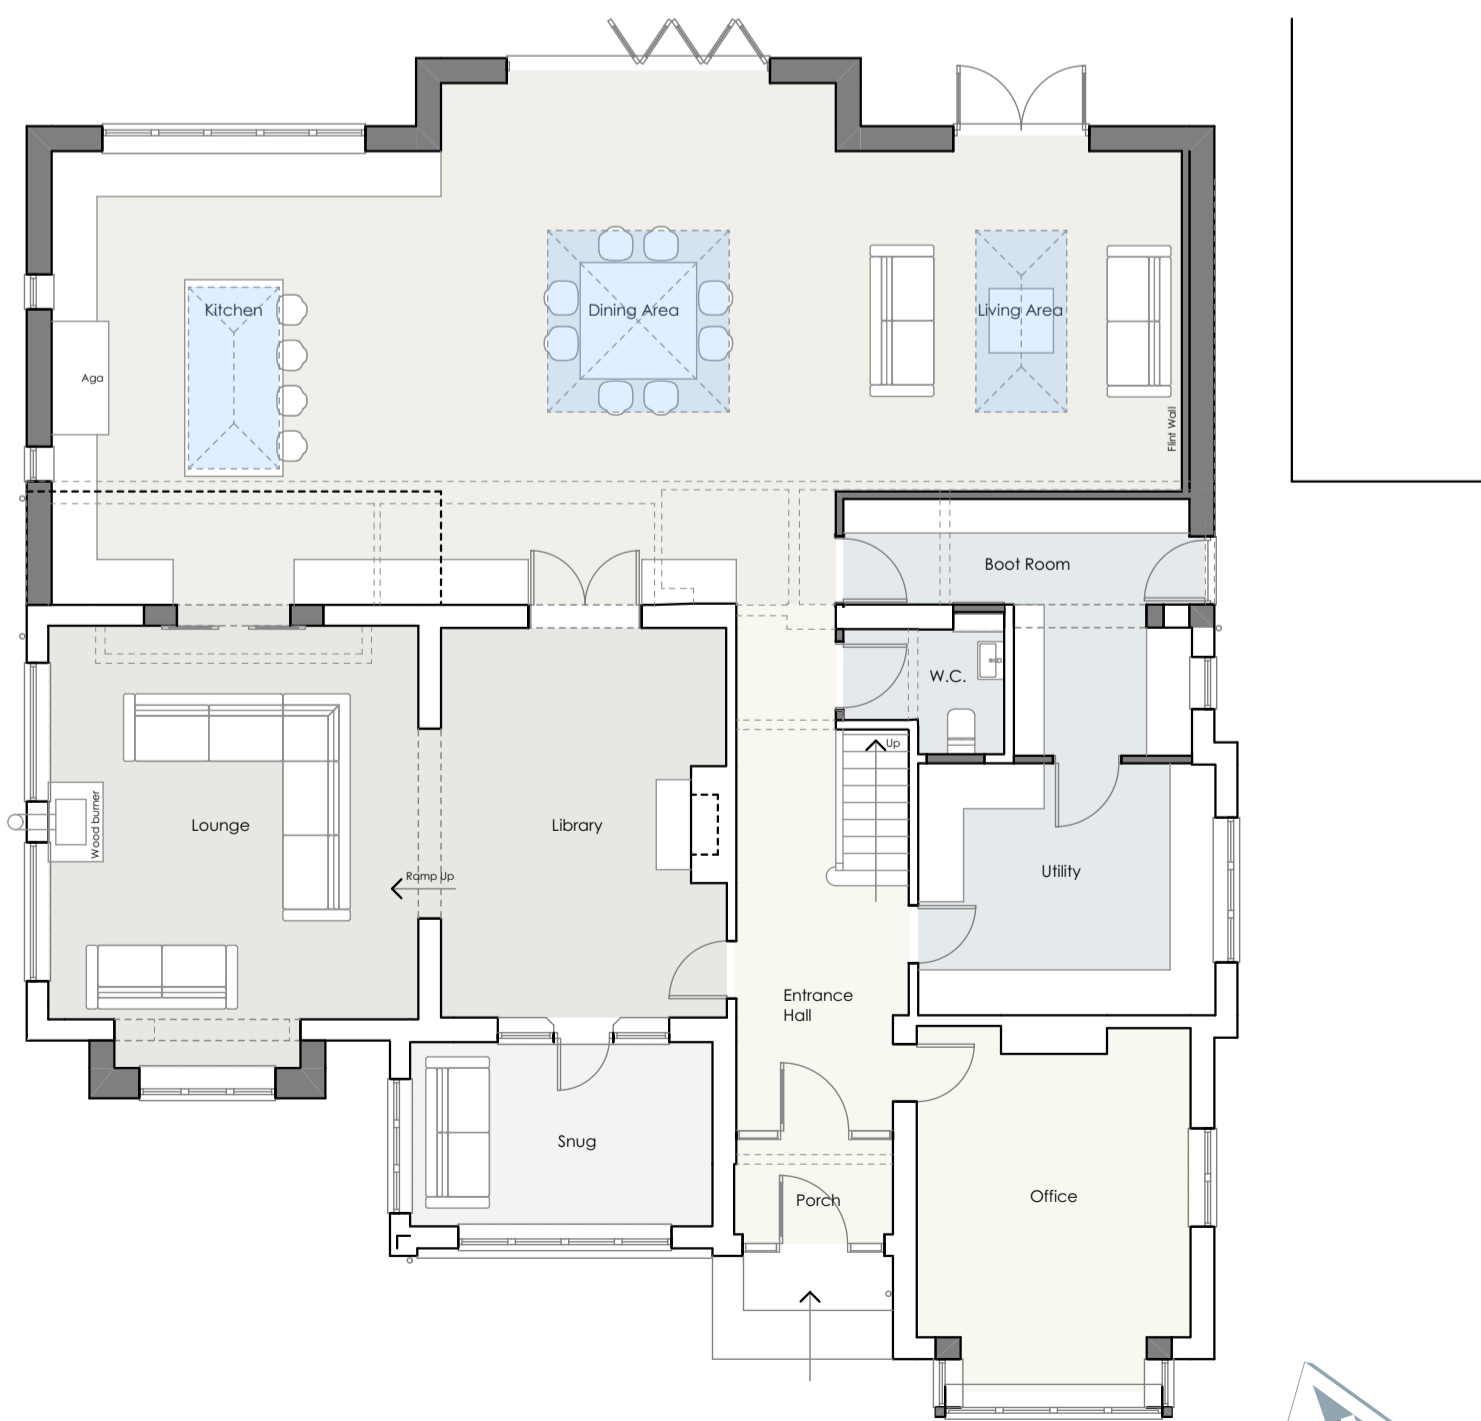 Kitchen
Dining Area
Living Area
Aga
Flint Wall
Boot Room
W.C.
Up
Wood burner
Lounge
Library
Ramp Up
Utility
Entrance
Hall
Snug
Porch
Office